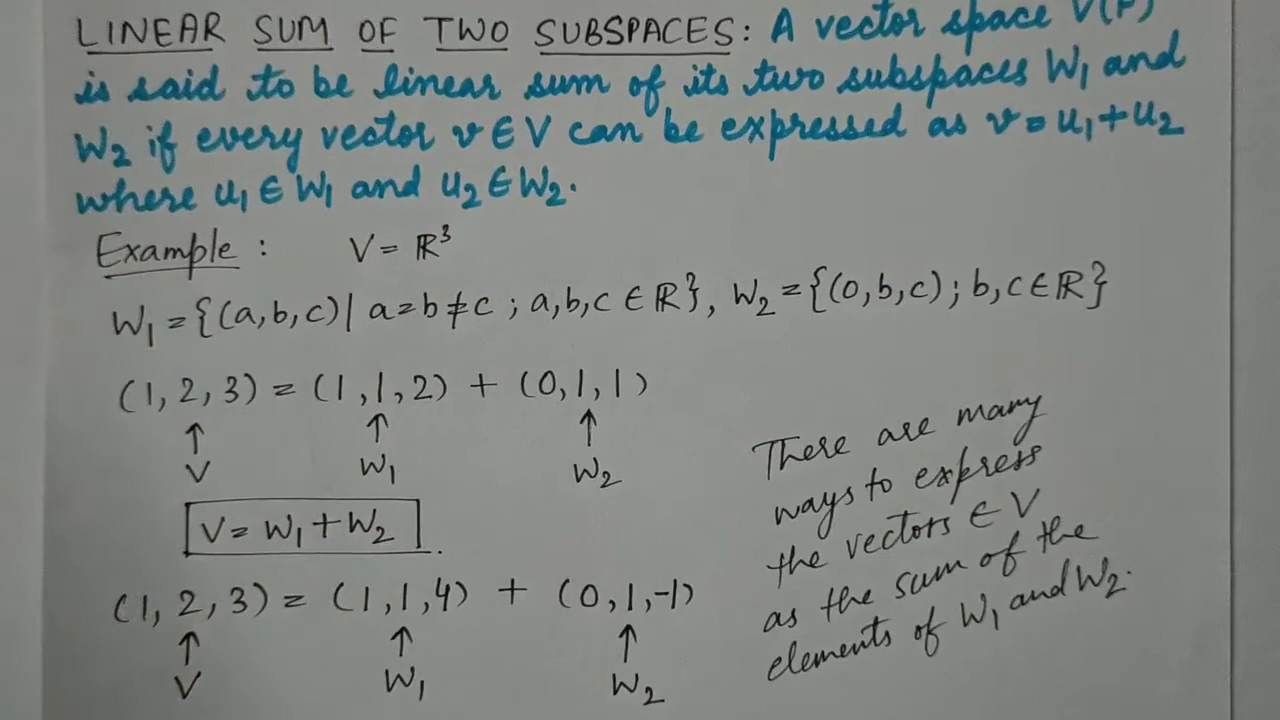 LINEAR SUM OF TWO SUBSPACES: A vector space V(F)
is said to be linear sum of its two subspaces W₁ and
W₂ if every vector v ∈ V can be expressed as v = u₁ + u₂
where u₁ ∈ W₁ and u₂ ∈ W₂.
Example : V = ℝ³
W₁ = {(a,b,c) | a=b≠c ; a,b,c ∈ ℝ}, W₂ = {(0,b,c) ; b,c ∈ ℝ}
(1, 2, 3) = (1, 1, 2) + (0, 1, 1)
↑ ↑ ↑
V W₁ W₂
V = W₁ + W₂
(1, 2, 3) = (1, 1, 4) + (0, 1, -1)
↑ ↑ ↑
V W₁ W₂
There are many
ways to express
the vectors ∈ V
as the sum of the
elements of W₁ and W₂.